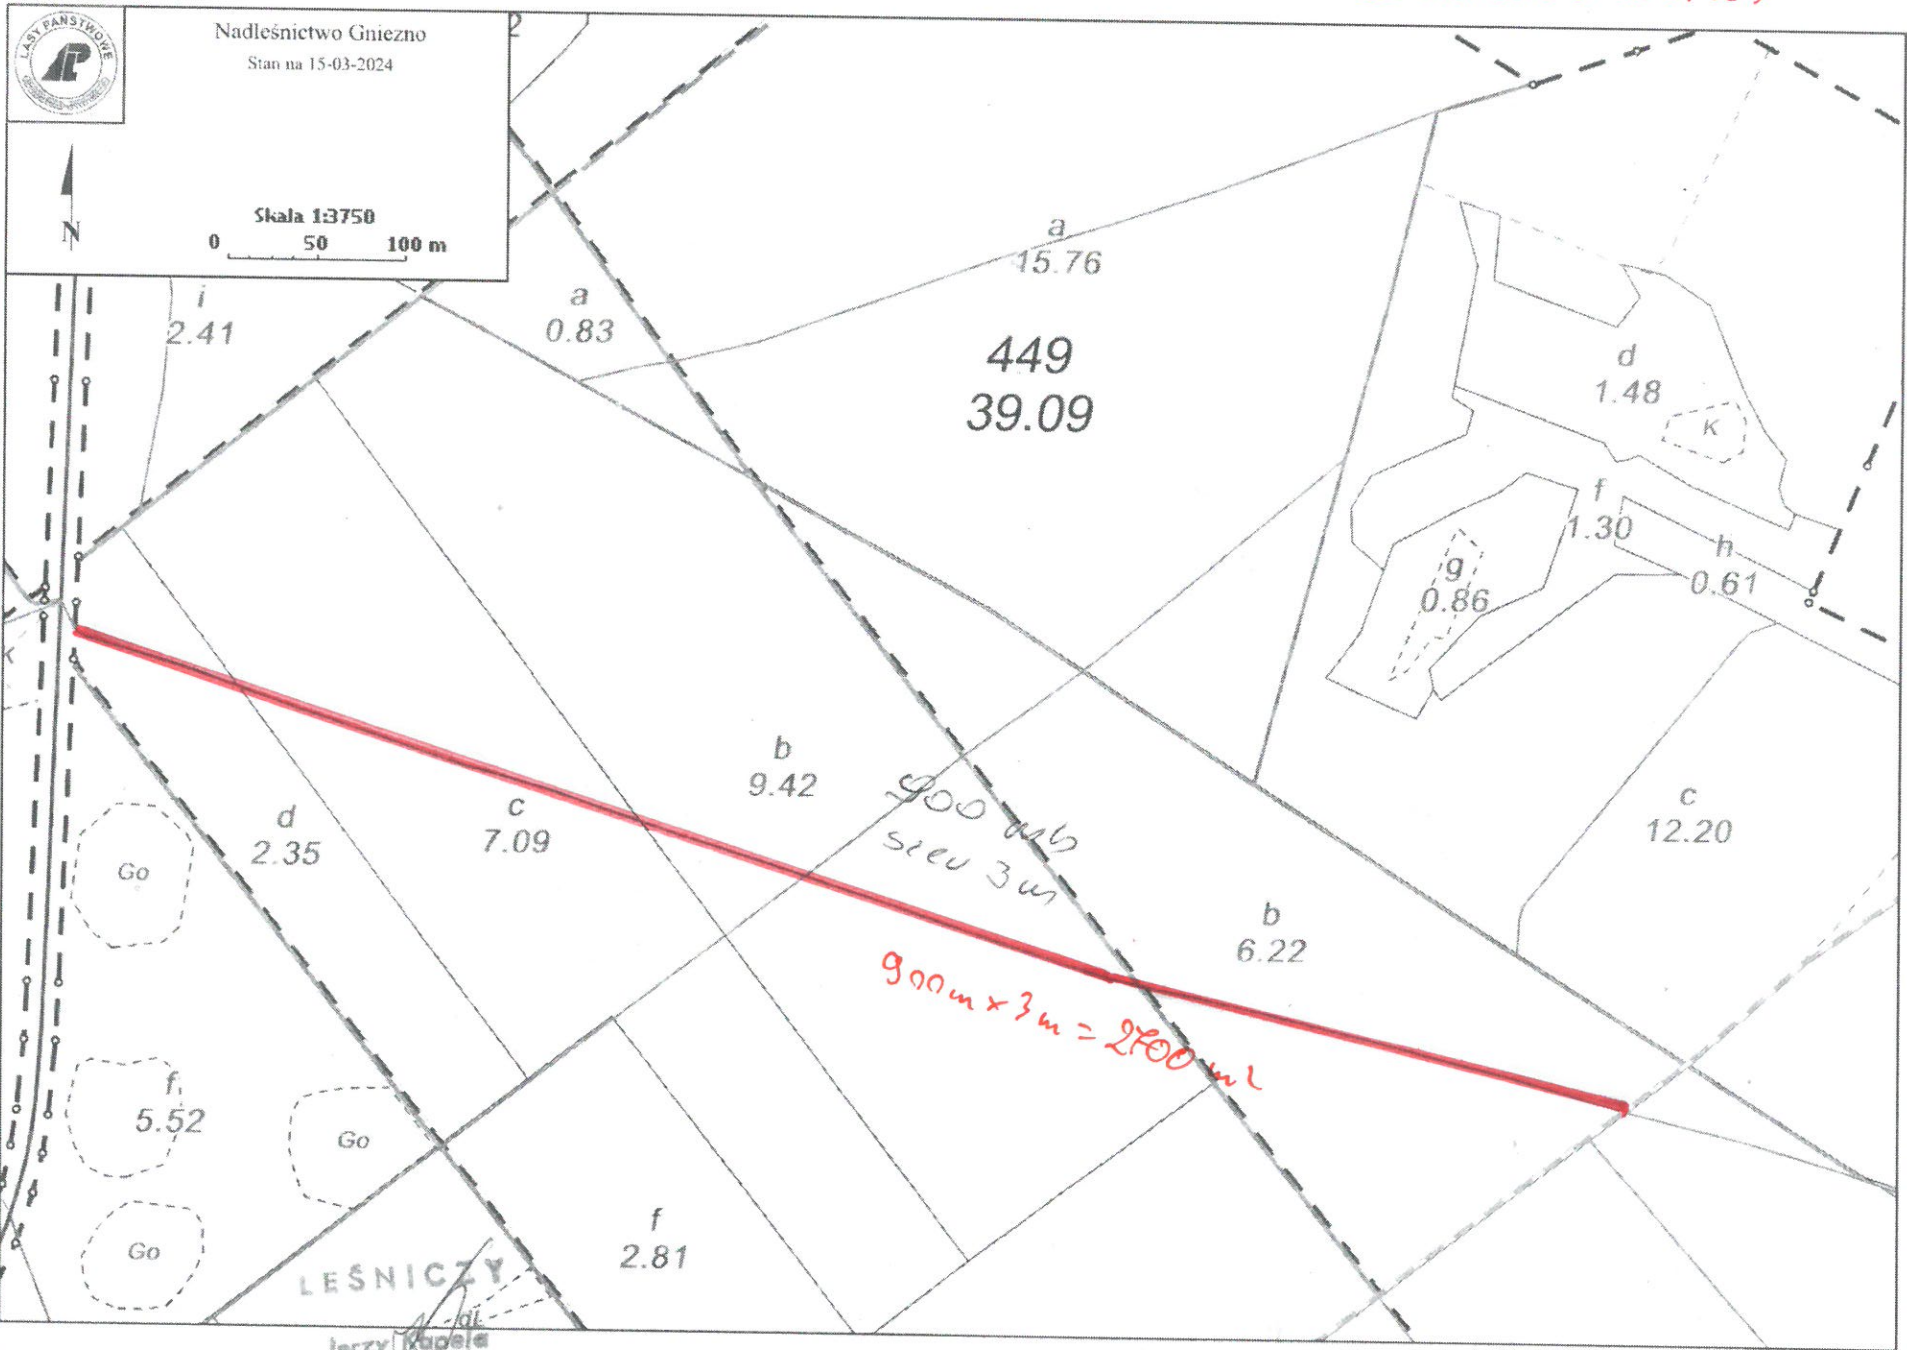 LASY PAŃSTWOWE
Nadleśnictwo Gniezno
Stan na 15-03-2024
N
Skala 1:3750
0 50 100 m
i
2.41
a
0.83
a
15.76
449
39.09
d
1.48
K
f
1.30
h
0.61
g
0.86
b
9.42
c
7.09
d
2.35
900 mb
szer 3 m
900m x 3m = 2700 m2
b
6.22
c
12.20
Go
f
5.52
Go
Go
f
2.81
LEŚNICZY
Jerzy Kapela